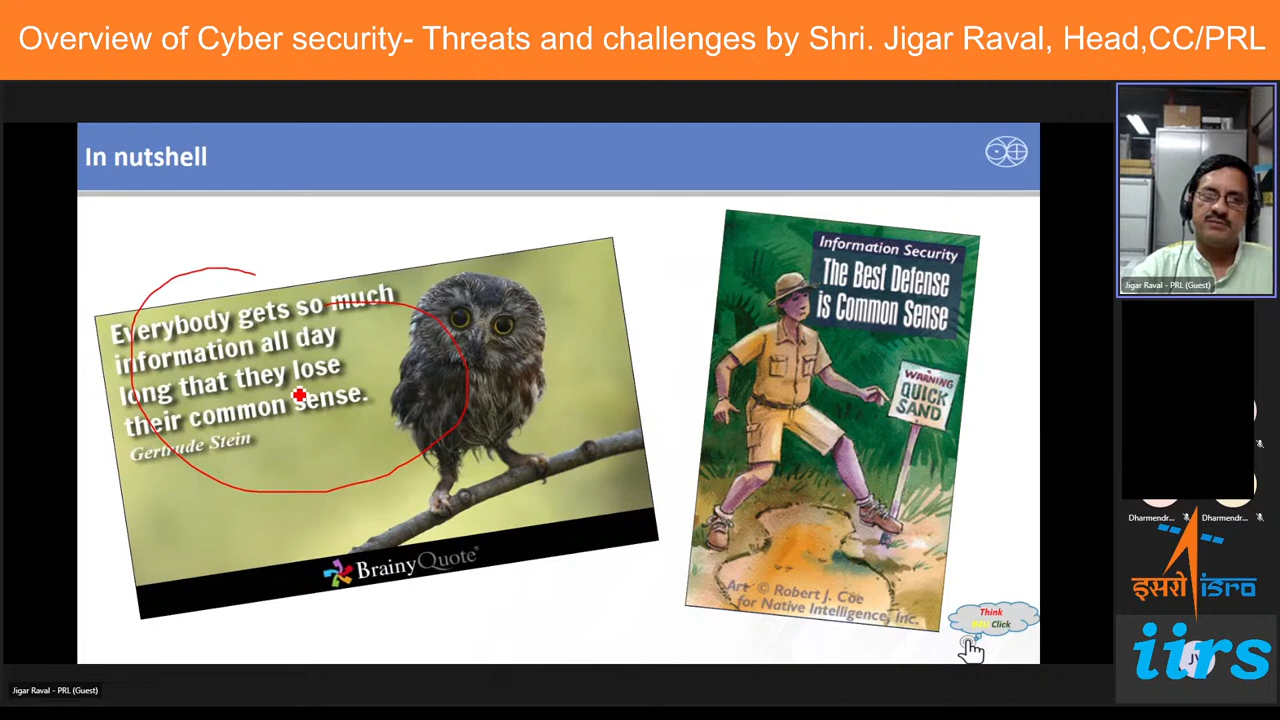 Overview of Cyber security- Threats and challenges by Shri. Jigar Raval, Head,CC/PRL
In nutshell
Everybody gets so much
information all day
long that they lose
their common sense.
Gertrude Stein
BrainyQuote®
Information Security
The Best Defense
is Common Sense
WARNING
QUICK
SAND
Art © Robert J. Coe
for Native Intelligence, Inc.
Think
Click
Jigar Raval - PRL (Guest)
Dharmendr...
Dharmendr...
इसरो isro
iirs
JY
Jigar Raval - PRL (Guest)